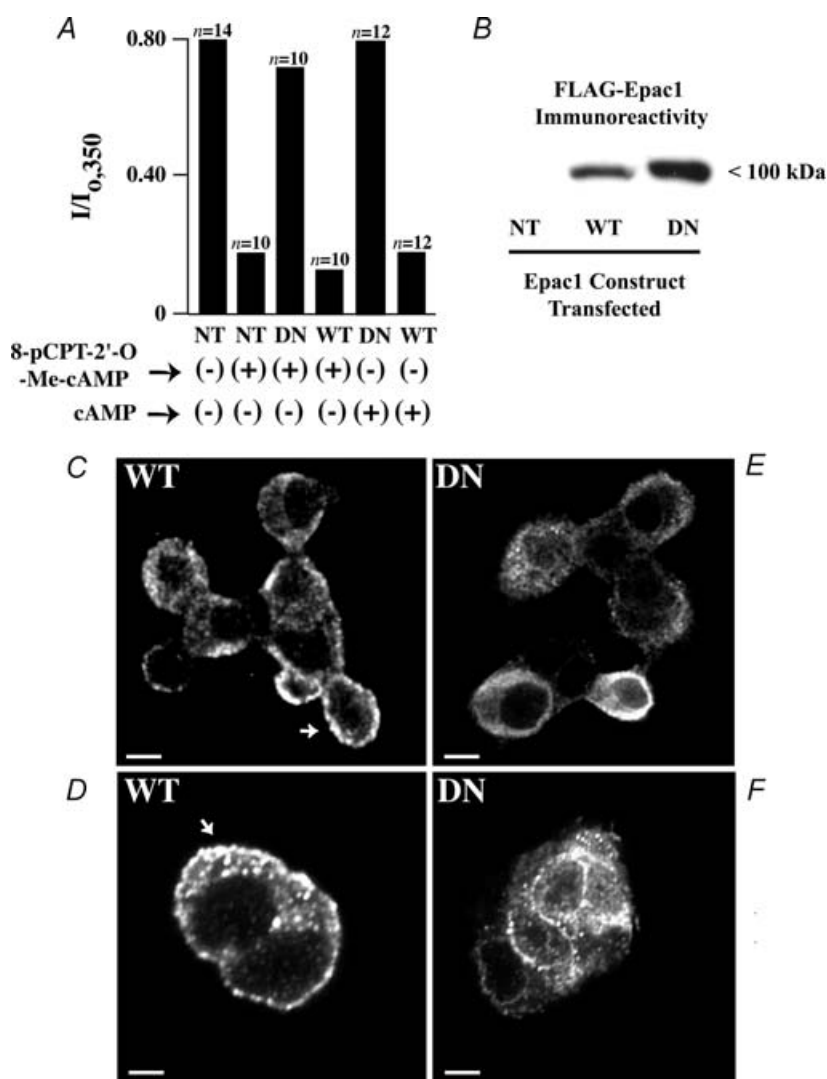 A
0.80
0.40
0
I/I₀,₃₅₀
n=14
n=10
n=10
n=10
n=12
n=12
NT NT DN WT DN WT
8-pCPT-2'-O
-Me-cAMP → (-) (+) (+) (+) (-) (-)
cAMP → (-) (-) (-) (-) (+) (+)
B
FLAG-Epac1
Immunoreactivity
< 100 kDa
NT WT DN
Epac1 Construct
Transfected
C
WT
DN
E
D
WT
DN
F